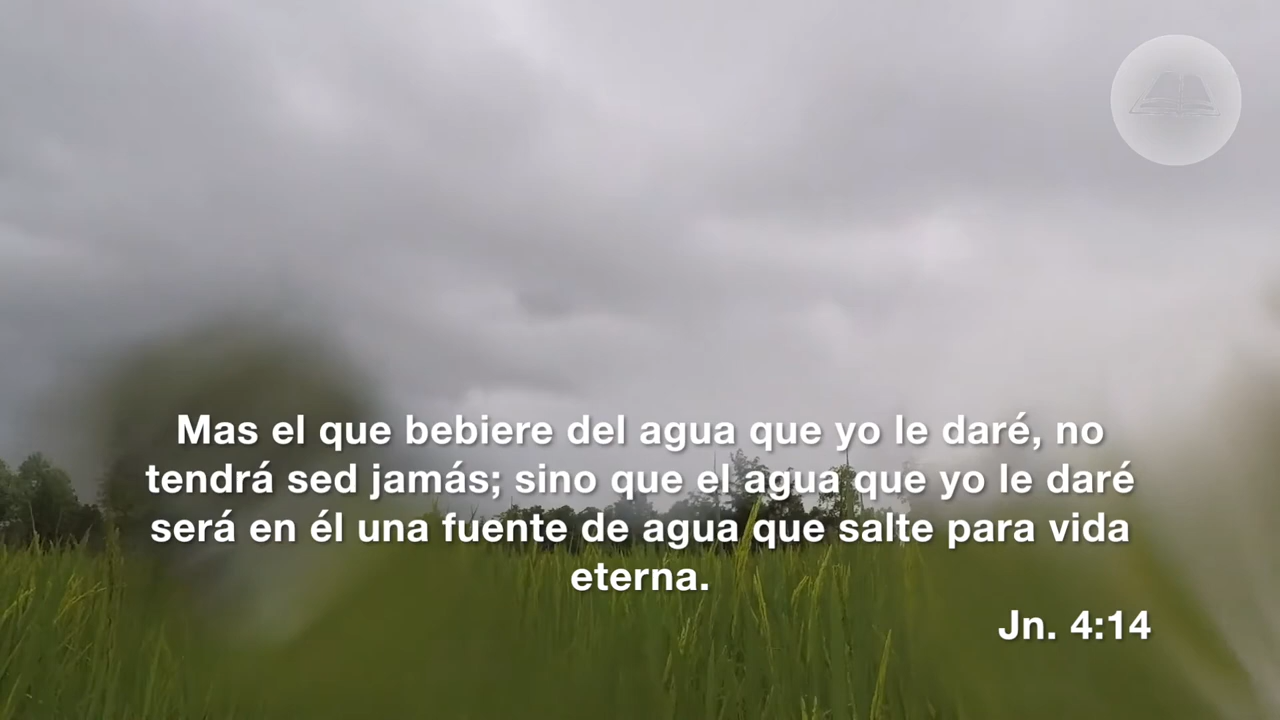 Mas el que bebiere del agua que yo le daré, no
tendrá sed jamás; sino que el agua que yo le daré
será en él una fuente de agua que salte para vida
eterna.
Jn. 4:14